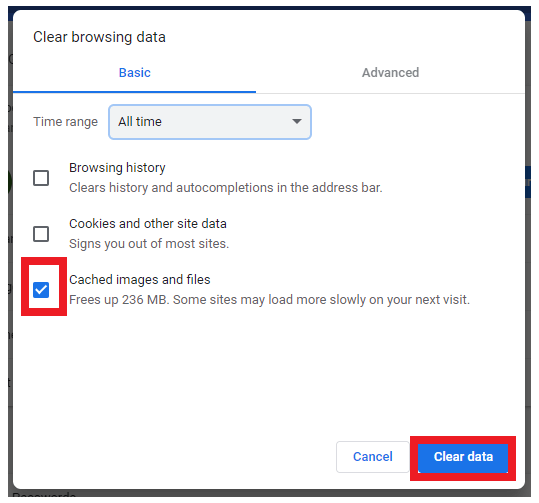 Clear browsing data
Basic Advanced
Time range All time
Browsing history
Clears history and autocompletions in the address bar.
Cookies and other site data
Signs you out of most sites.
Cached images and files
Frees up 236 MB. Some sites may load more slowly on your next visit.
Cancel Clear data